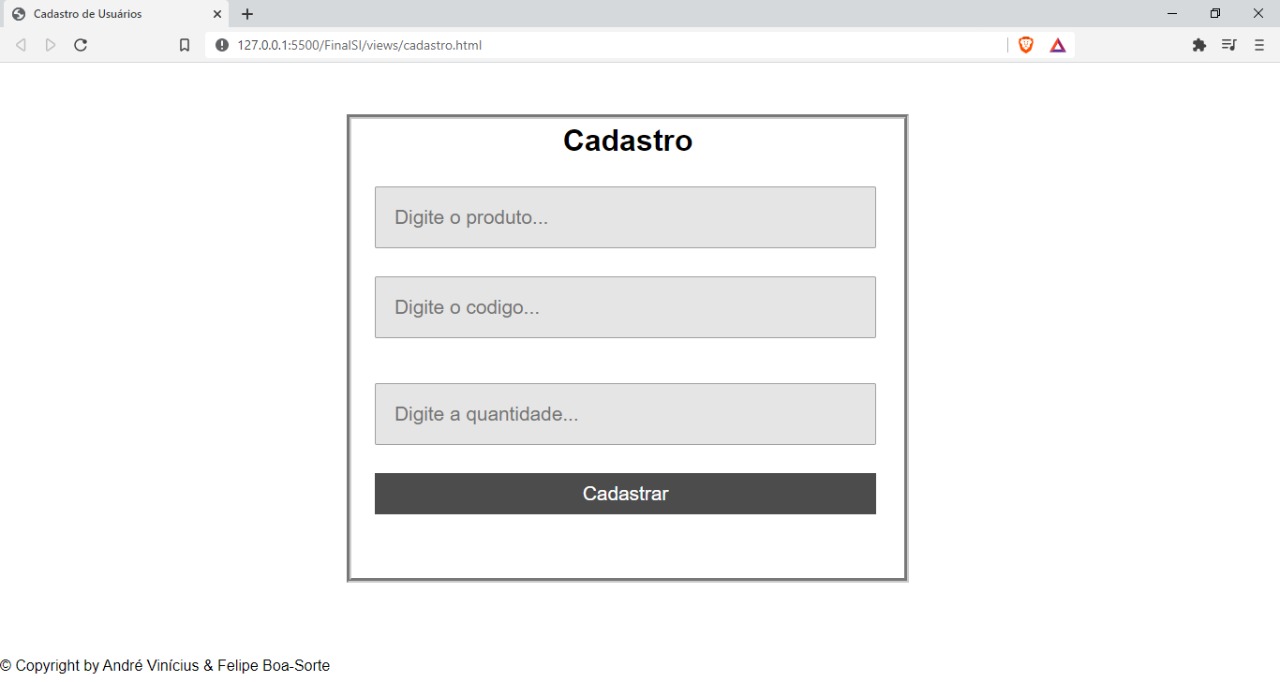 Cadastro de Usuários
127.0.0.1:5500/FinalSI/views/cadastro.html
Cadastro
Digite o produto...
Digite o codigo...
Digite a quantidade...
Cadastrar
© Copyright by André Vinícius & Felipe Boa-Sorte